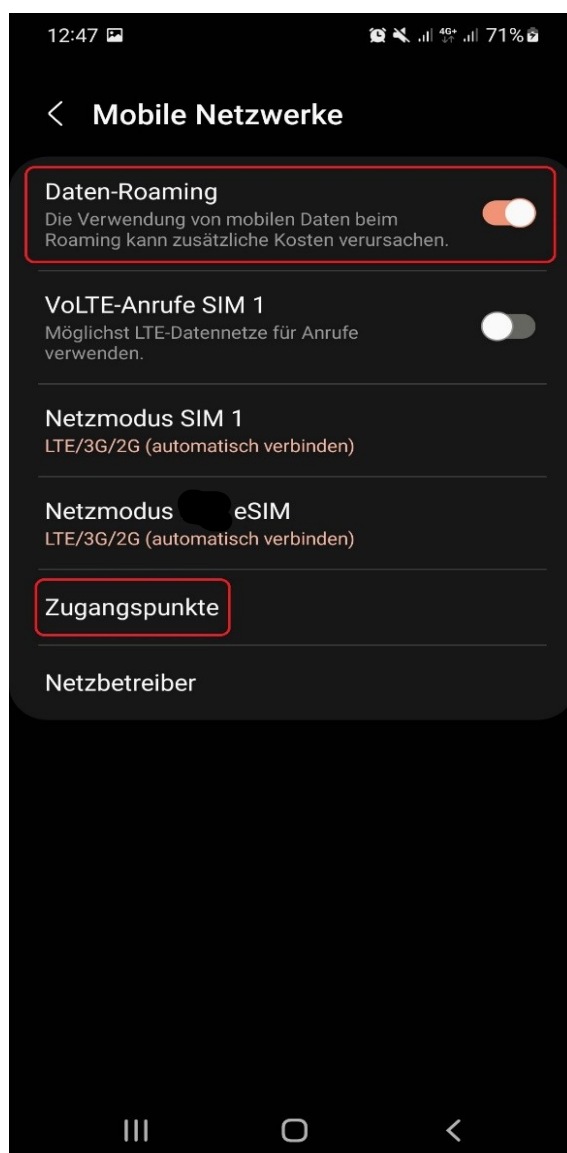 12:47 4G+ 71%
Mobile Netzwerke
Daten-Roaming
Die Verwendung von mobilen Daten beim
Roaming kann zusätzliche Kosten verursachen.
VoLTE-Anrufe SIM 1
Möglichst LTE-Datennetze für Anrufe
verwenden.
Netzmodus SIM 1
LTE/3G/2G (automatisch verbinden)
Netzmodus eSIM
LTE/3G/2G (automatisch verbinden)
Zugangspunkte
Netzbetreiber